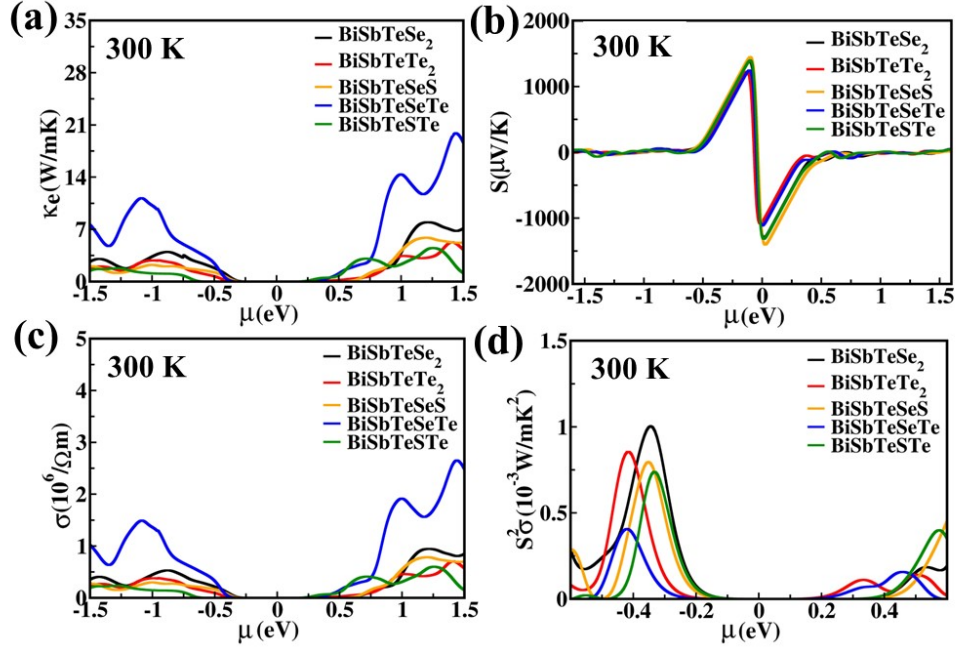 (a)
300 K
BiSbTeSe2
BiSbTeTe2
BiSbTeSeS
BiSbTeSeTe
BiSbTeSTe
κe(W/mK)
35
28
21
14
7
0
-1.5 -1 -0.5 0 0.5 1 1.5
μ(eV)
(b)
300 K
BiSbTeSe2
BiSbTeTe2
BiSbTeSeS
BiSbTeSeTe
BiSbTeSTe
S(μV/K)
2000
1000
0
-1000
-2000
-1.5 -1 -0.5 0 0.5 1 1.5
μ(eV)
(c)
300 K
BiSbTeSe2
BiSbTeTe2
BiSbTeSeS
BiSbTeSeTe
BiSbTeSTe
σ(10^6/Ωm)
5
4
3
2
1
0
-1.5 -1 -0.5 0 0.5 1 1.5
μ(eV)
(d)
300 K
BiSbTeSe2
BiSbTeTe2
BiSbTeSeS
BiSbTeSeTe
BiSbTeSTe
S^2σ(10^-3W/mK^2)
1.5
1
0.5
0
-0.4 -0.2 0 0.2 0.4
μ(eV)